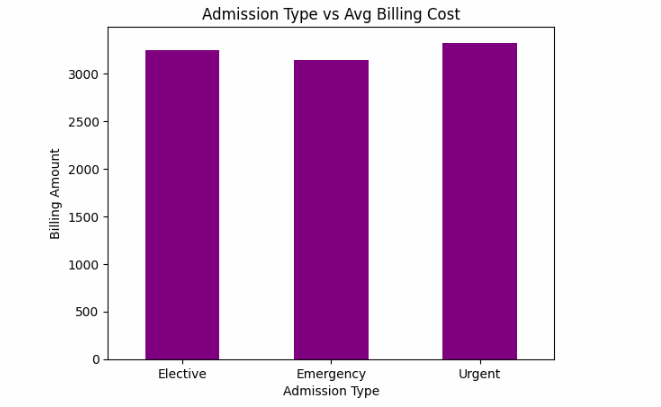 Admission Type vs Avg Billing Cost
Billing Amount
3000
2500
2000
1500
1000
500
0
Elective Emergency Urgent
Admission Type